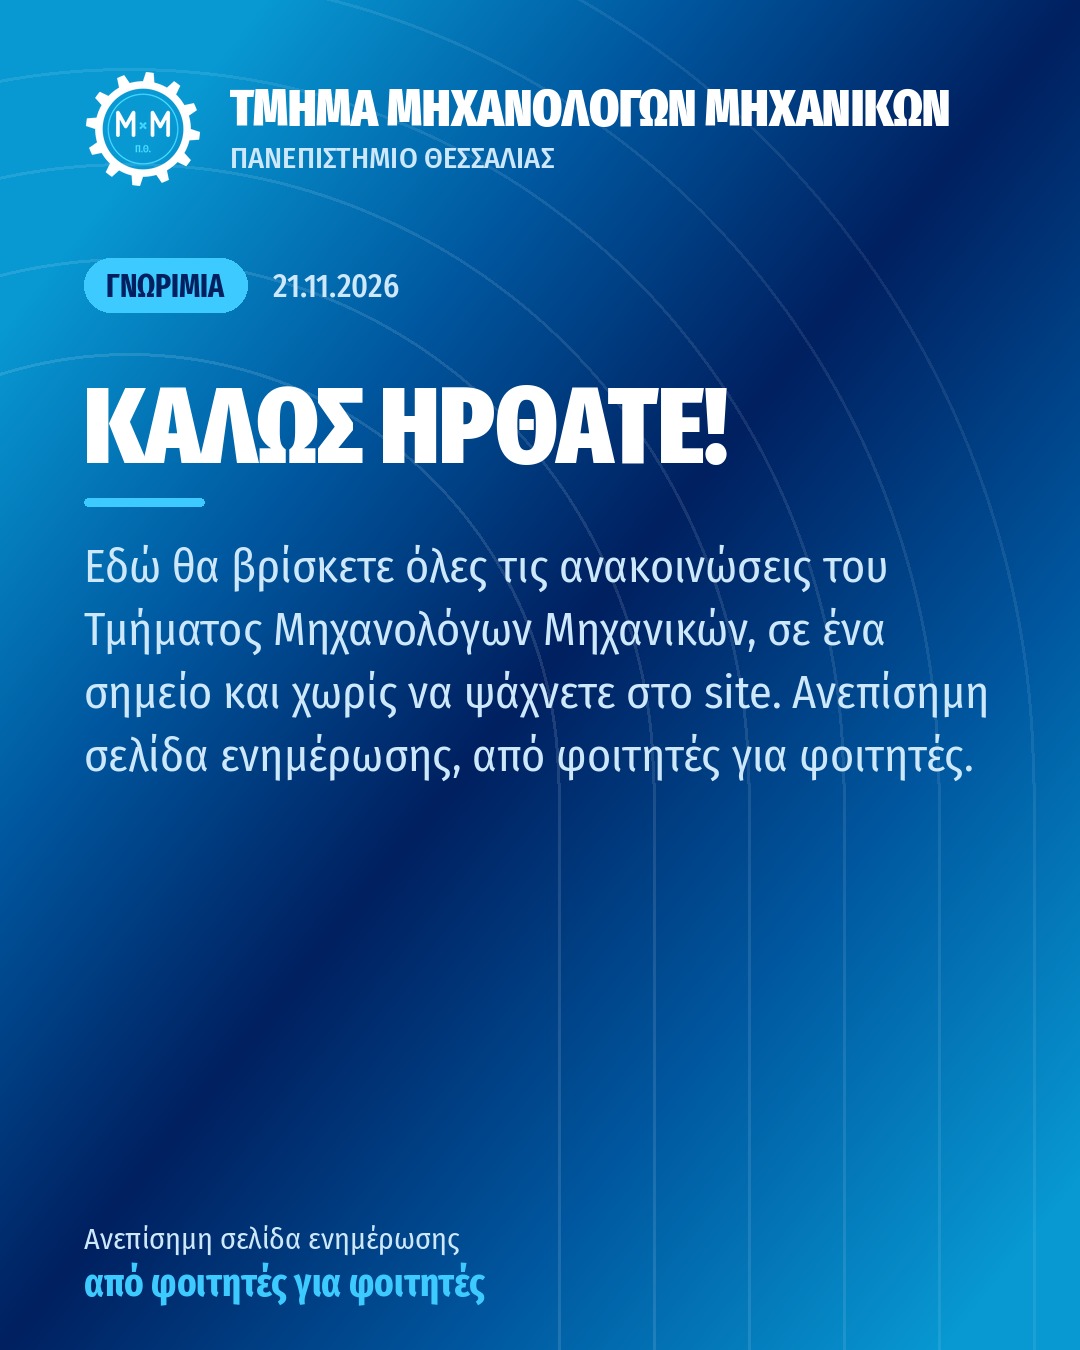 M×M
Π.Θ.
ΤΜΗΜΑ ΜΗΧΑΝΟΛΟΓΩΝ ΜΗΧΑΝΙΚΩΝ
ΠΑΝΕΠΙΣΤΗΜΙΟ ΘΕΣΣΑΛΙΑΣ
ΓΝΩΡΙΜΙΑ 21.11.2026
ΚΑΛΩΣ ΗΡΘΑΤΕ!
Εδώ θα βρίσκετε όλες τις ανακοινώσεις του
Τμήματος Μηχανολόγων Μηχανικών, σε ένα
σημείο και χωρίς να ψάχνετε στο site. Ανεπίσημη
σελίδα ενημέρωσης, από φοιτητές για φοιτητές.
Ανεπίσημη σελίδα ενημέρωσης
από φοιτητές για φοιτητές